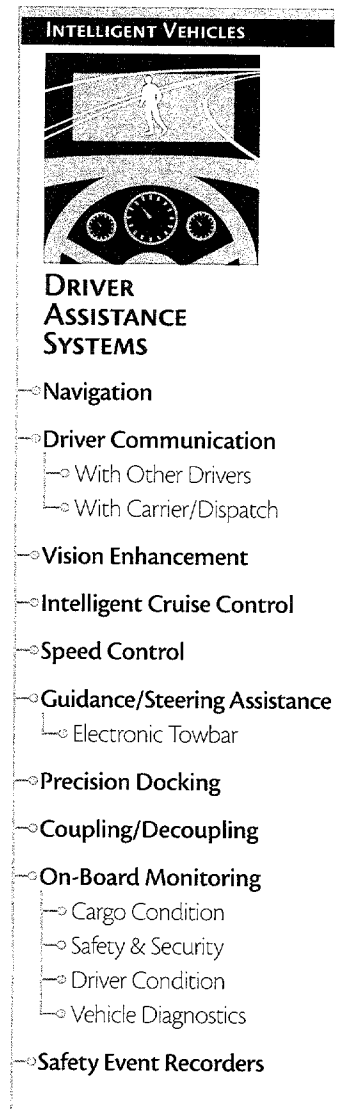 INTELLIGENT VEHICLES
DRIVER
ASSISTANCE
SYSTEMS
Navigation
Driver Communication
With Other Drivers
With Carrier/Dispatch
Vision Enhancement
Intelligent Cruise Control
Speed Control
Guidance/Steering Assistance
Electronic Towbar
Precision Docking
Coupling/Decoupling
On-Board Monitoring
Cargo Condition
Safety & Security
Driver Condition
Vehicle Diagnostics
Safety Event Recorders